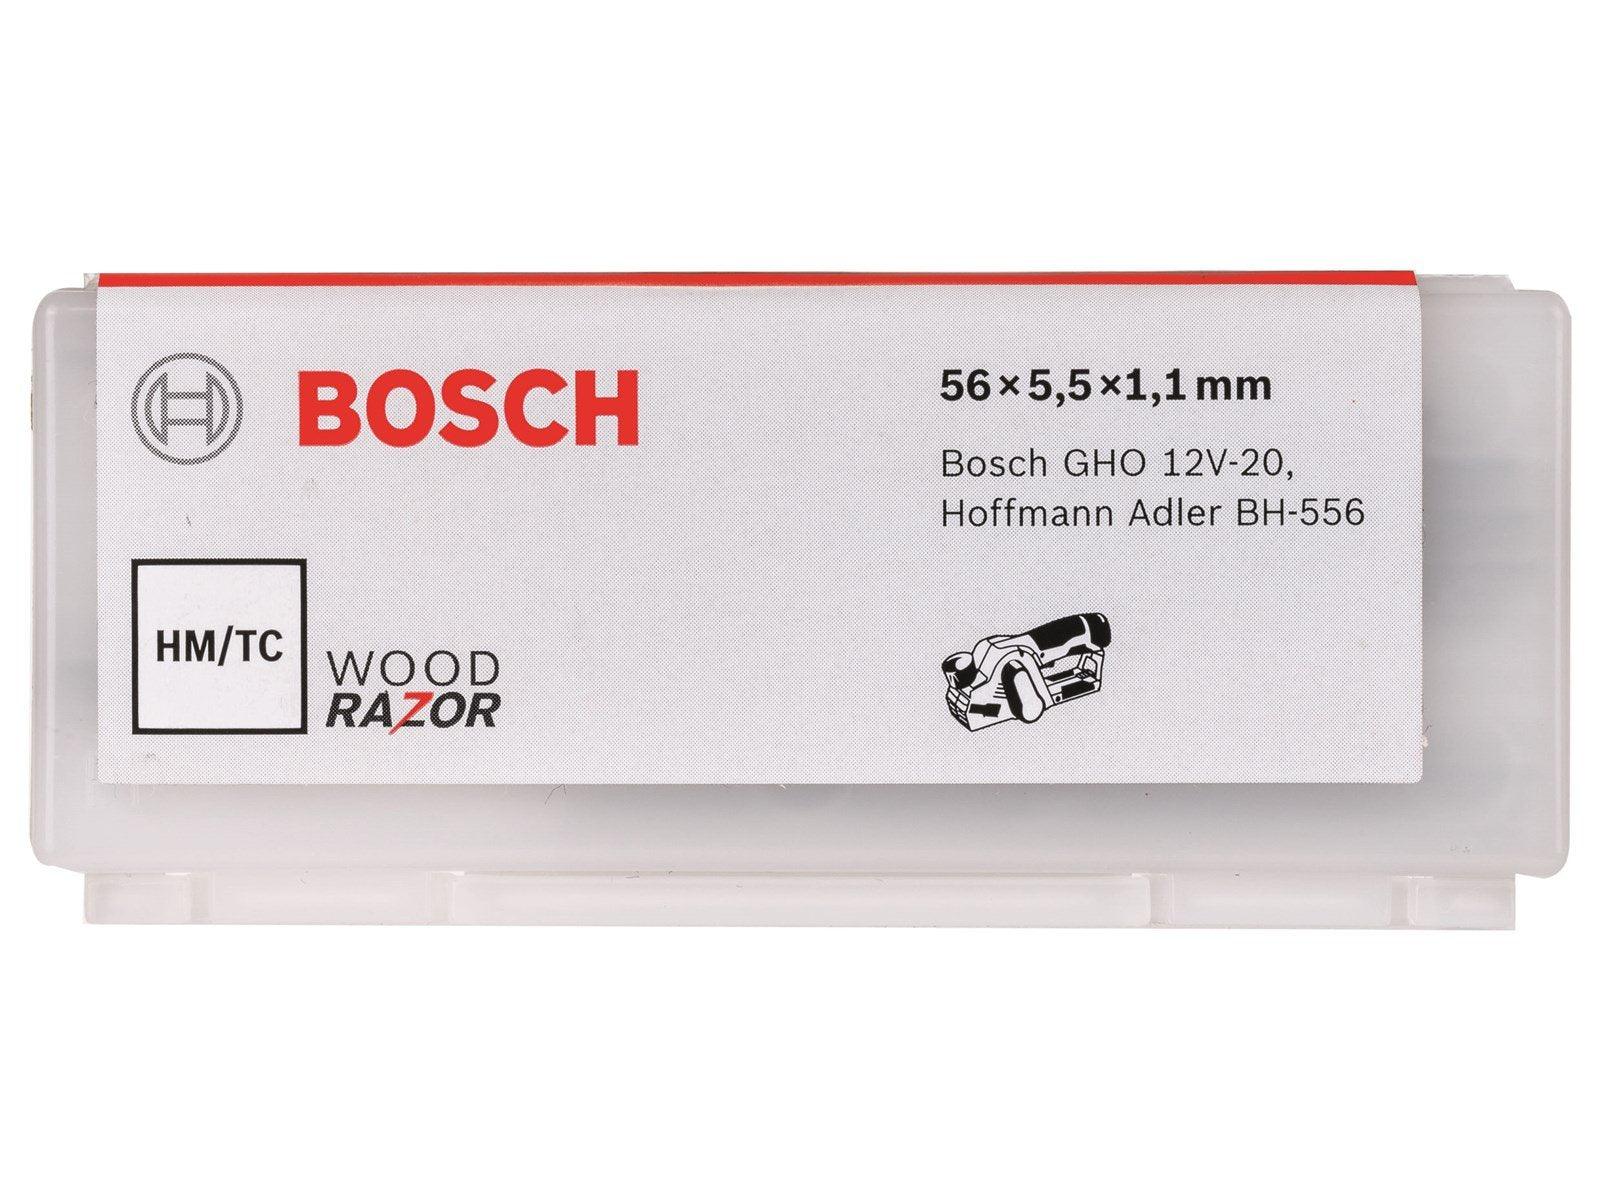 BOSCH
56×5,5×1,1 mm
Bosch GHO 12V-20,
Hoffmann Adler BH-556
HM/TC
WOOD
RAZOR